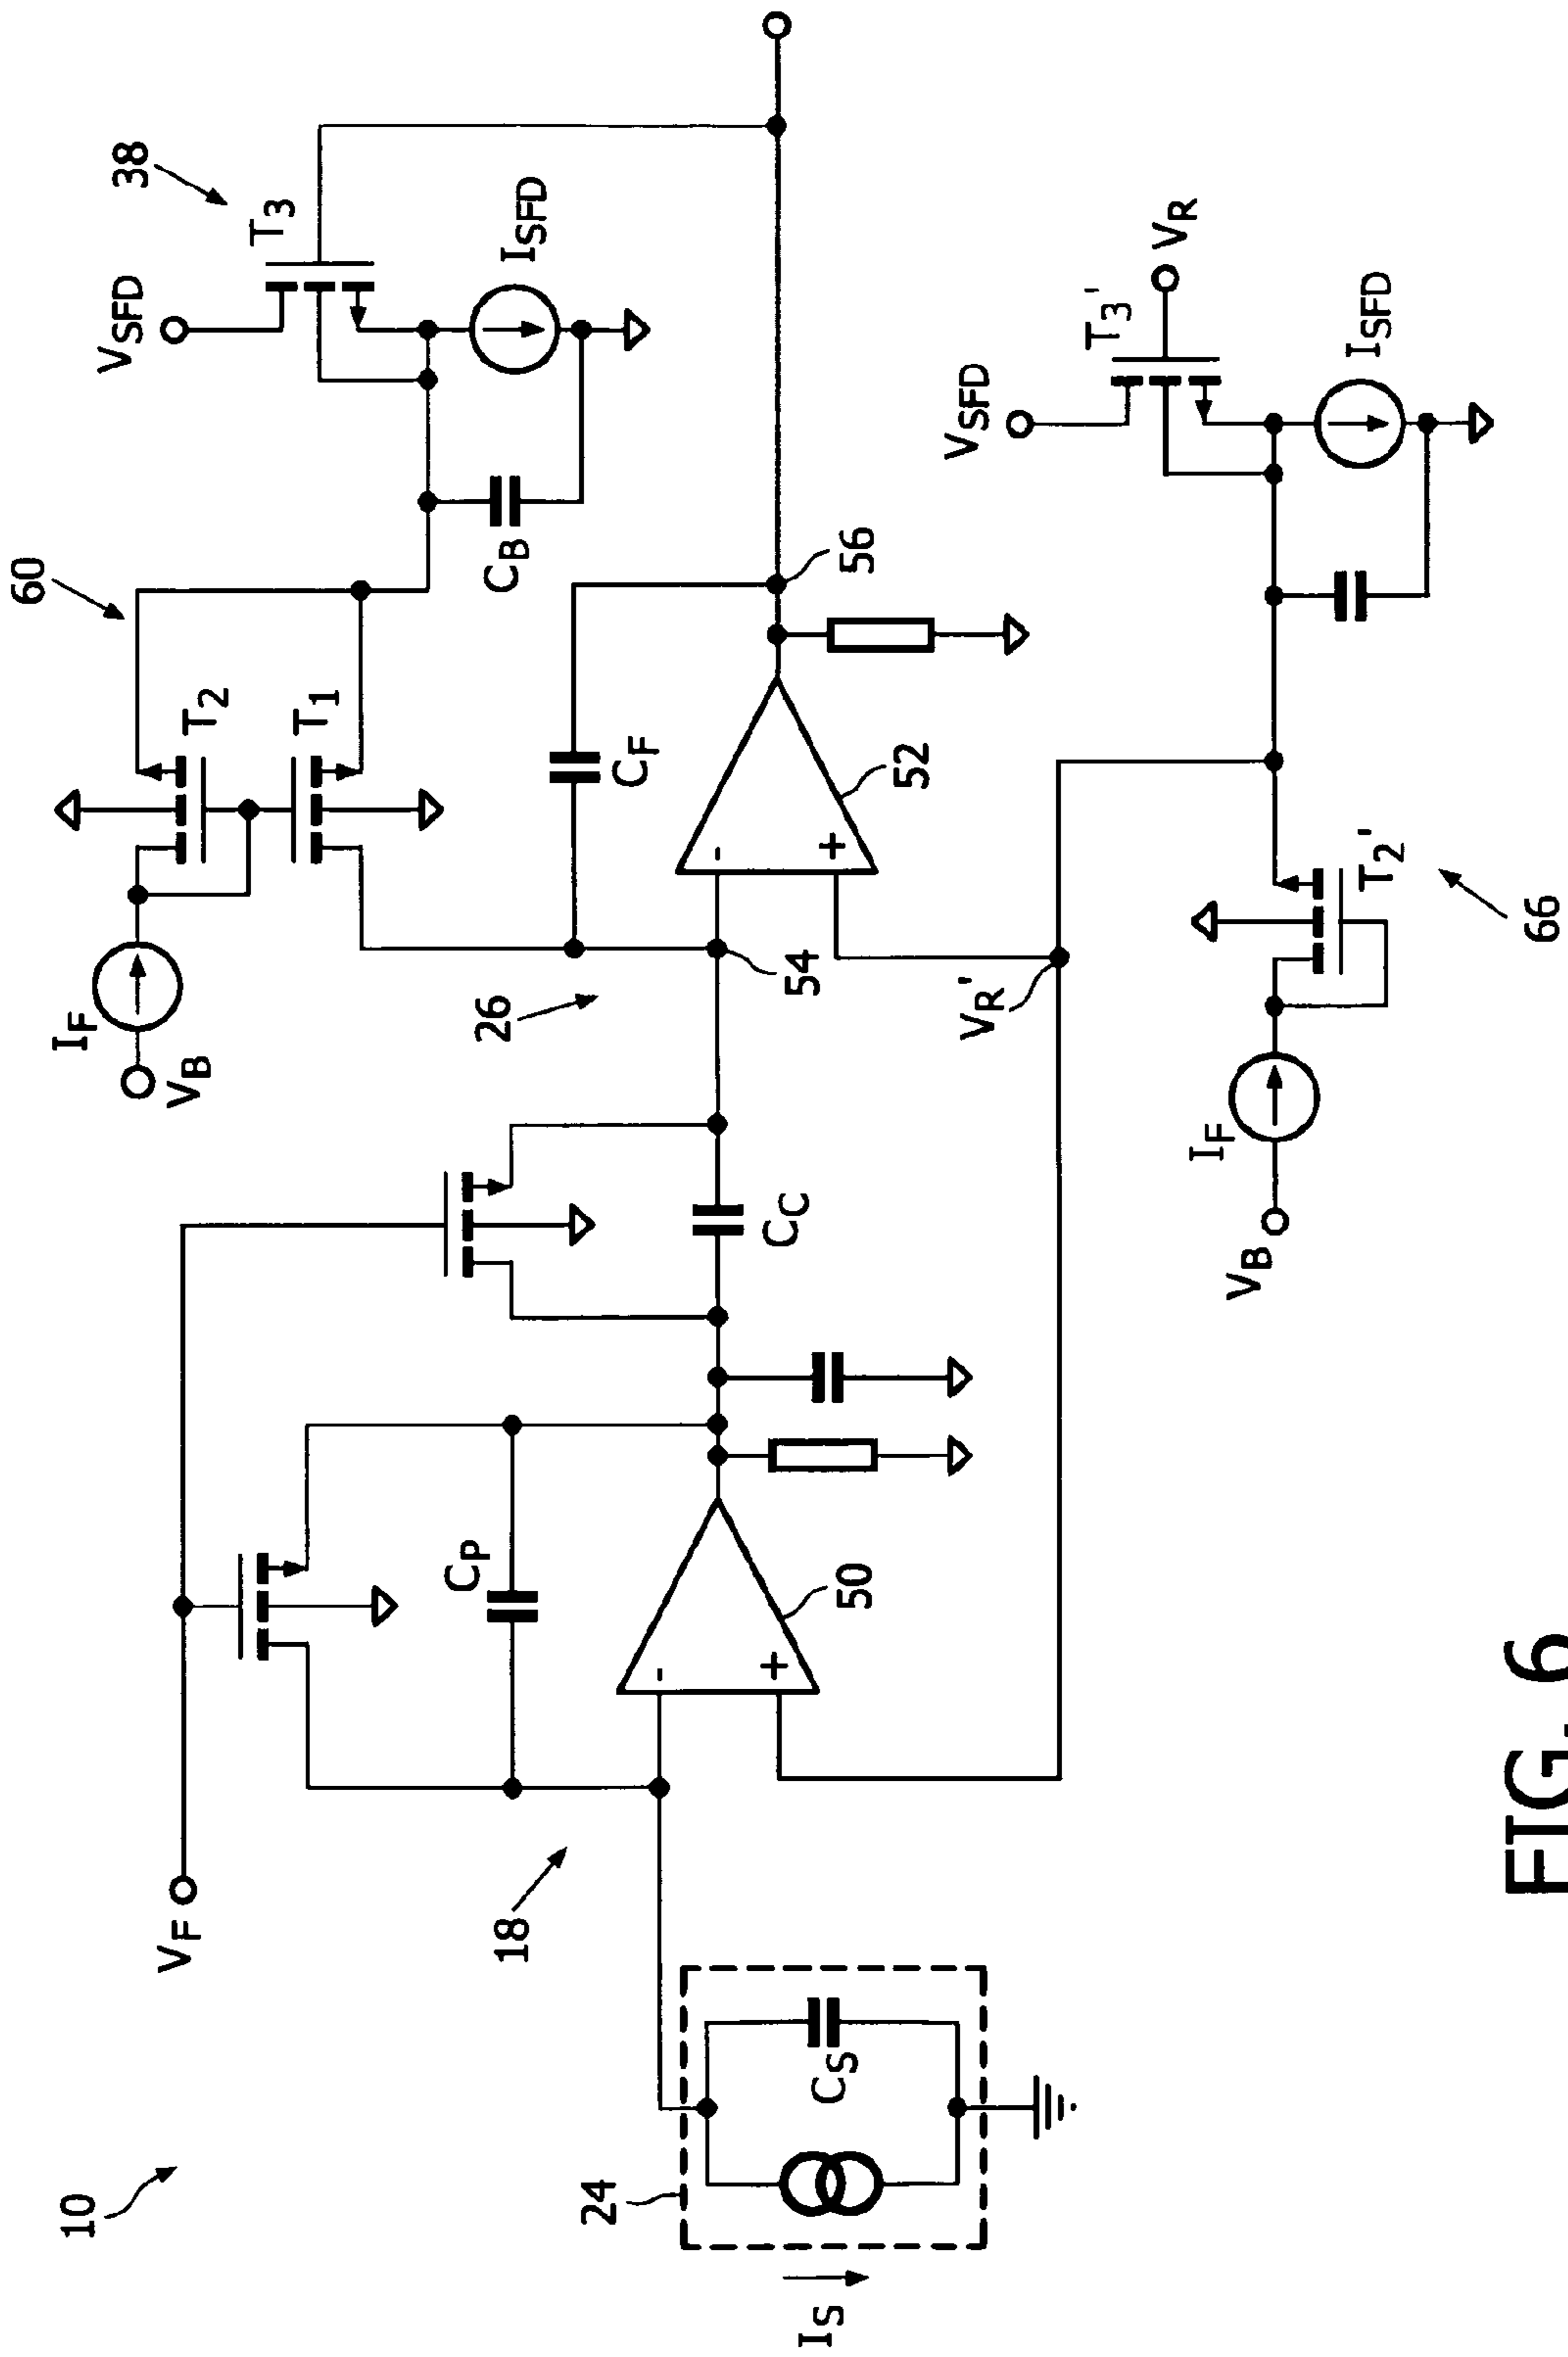 10
IS
24
CS
18
VF
CP
50
-
+
CC
VB
IF
26
54
VR'
CF
52
-
+
56
60
T2
T1
CB
38
VSFD
T3
ISFD
VB
IF
T2'
66
VSFD
T3'
VR
ISFD
FIG. 6